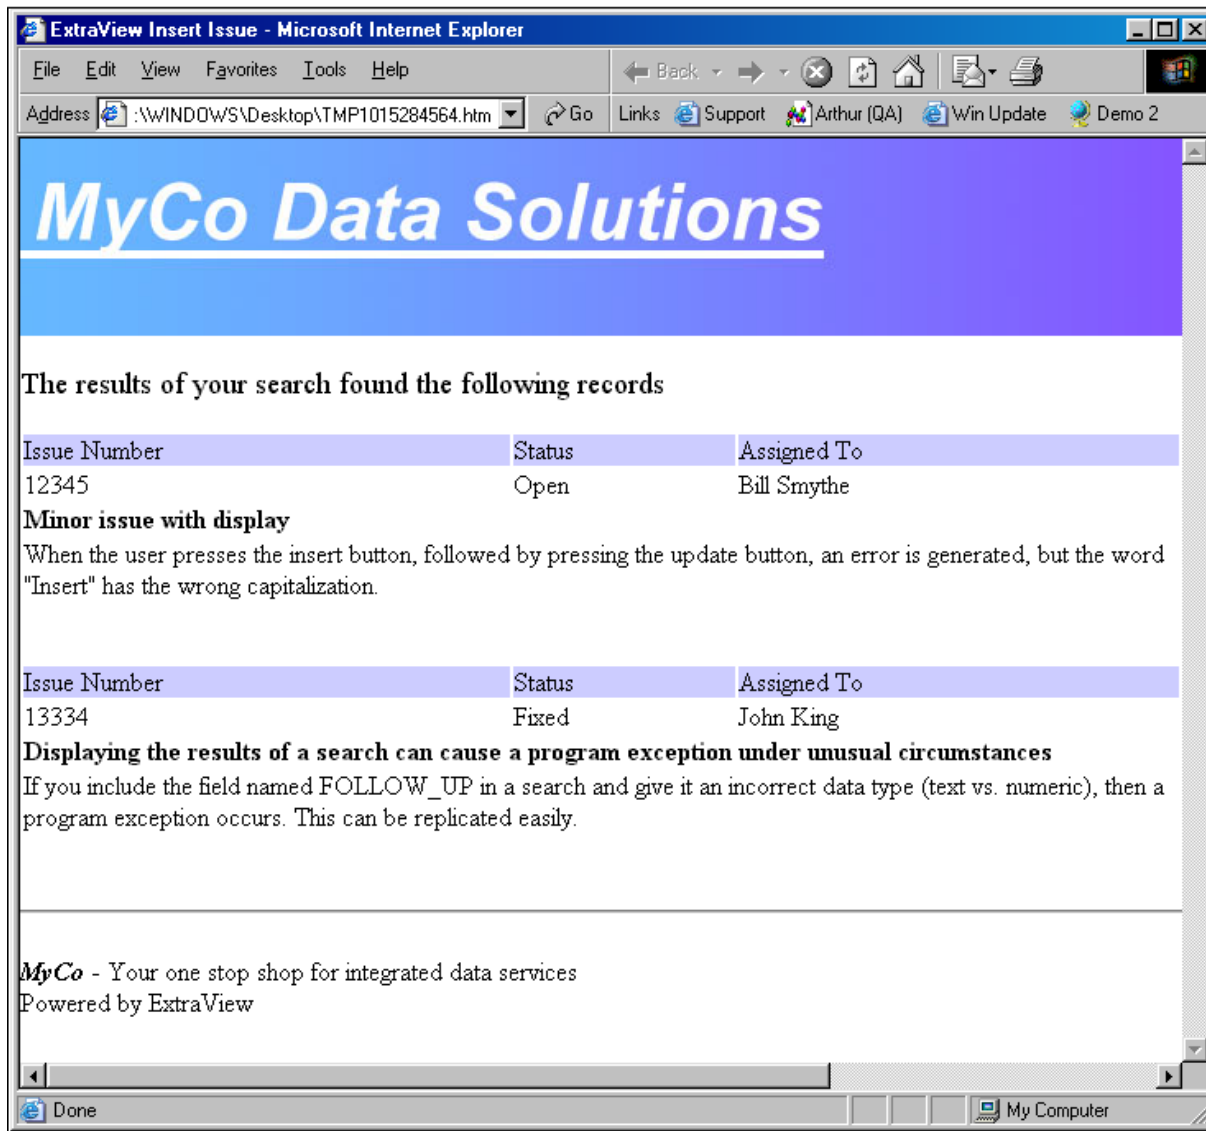 ExtraView Insert Issue - Microsoft Internet Explorer
File Edit View Favorites Tools Help Back
Address :\WINDOWS\Desktop\TMP1015284564.htm Go Links Support Arthur (QA) Win Update Demo 2
MyCo Data Solutions
The results of your search found the following records
Issue Number Status Assigned To
12345 Open Bill Smythe
Minor issue with display
When the user presses the insert button, followed by pressing the update button, an error is generated, but the word
"Insert" has the wrong capitalization.
Issue Number Status Assigned To
13334 Fixed John King
Displaying the results of a search can cause a program exception under unusual circumstances
If you include the field named FOLLOW_UP in a search and give it an incorrect data type (text vs. numeric), then a
program exception occurs. This can be replicated easily.
MyCo - Your one stop shop for integrated data services
Powered by ExtraView
Done My Computer